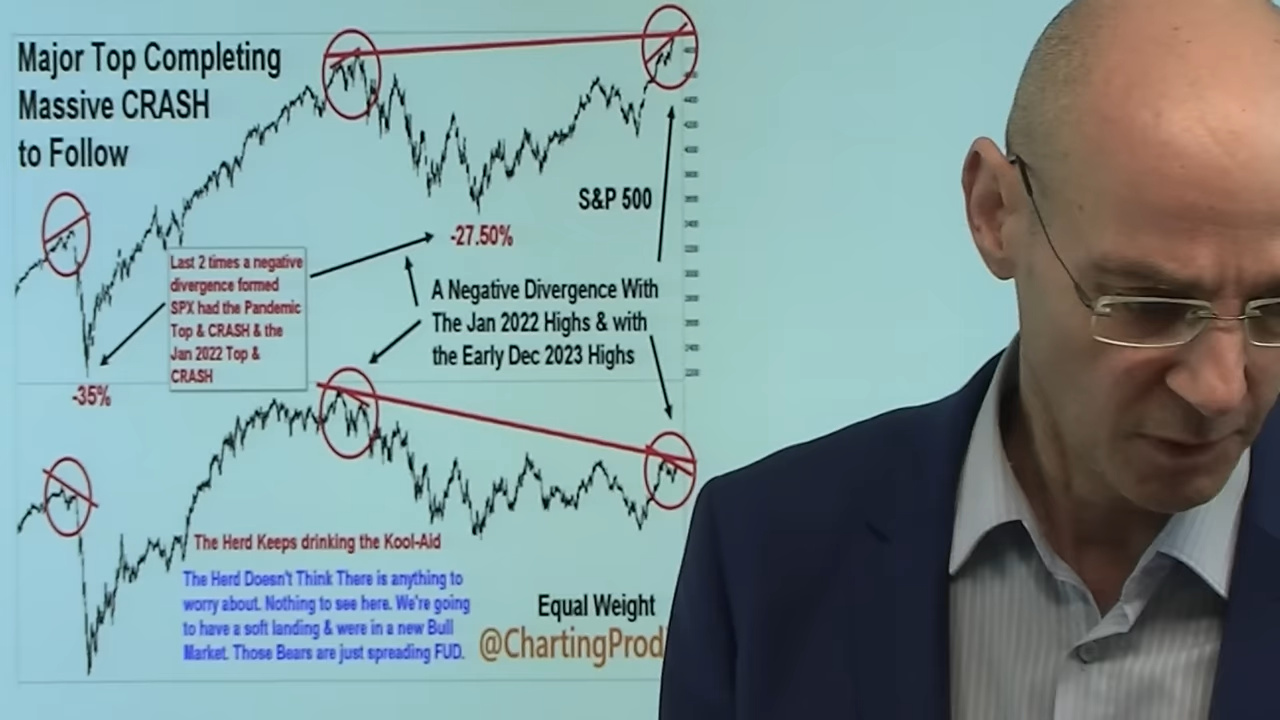 Major Top Completing
Massive CRASH
to Follow
S&P 500
-27.50%
Last 2 times a negative
divergence formed
SPX had the Pandemic
Top & CRASH & the
Jan 2022 Top &
CRASH
A Negative Divergence With
The Jan 2022 Highs & with
the Early Dec 2023 Highs
-35%
The Herd Keeps drinking the Kool-Aid
The Herd Doesn't Think There is anything to
worry about. Nothing to see here. We're going
to have a soft landing & were in a new Bull
Market. Those Bears are just spreading FUD.
Equal Weight
@ChartingProd